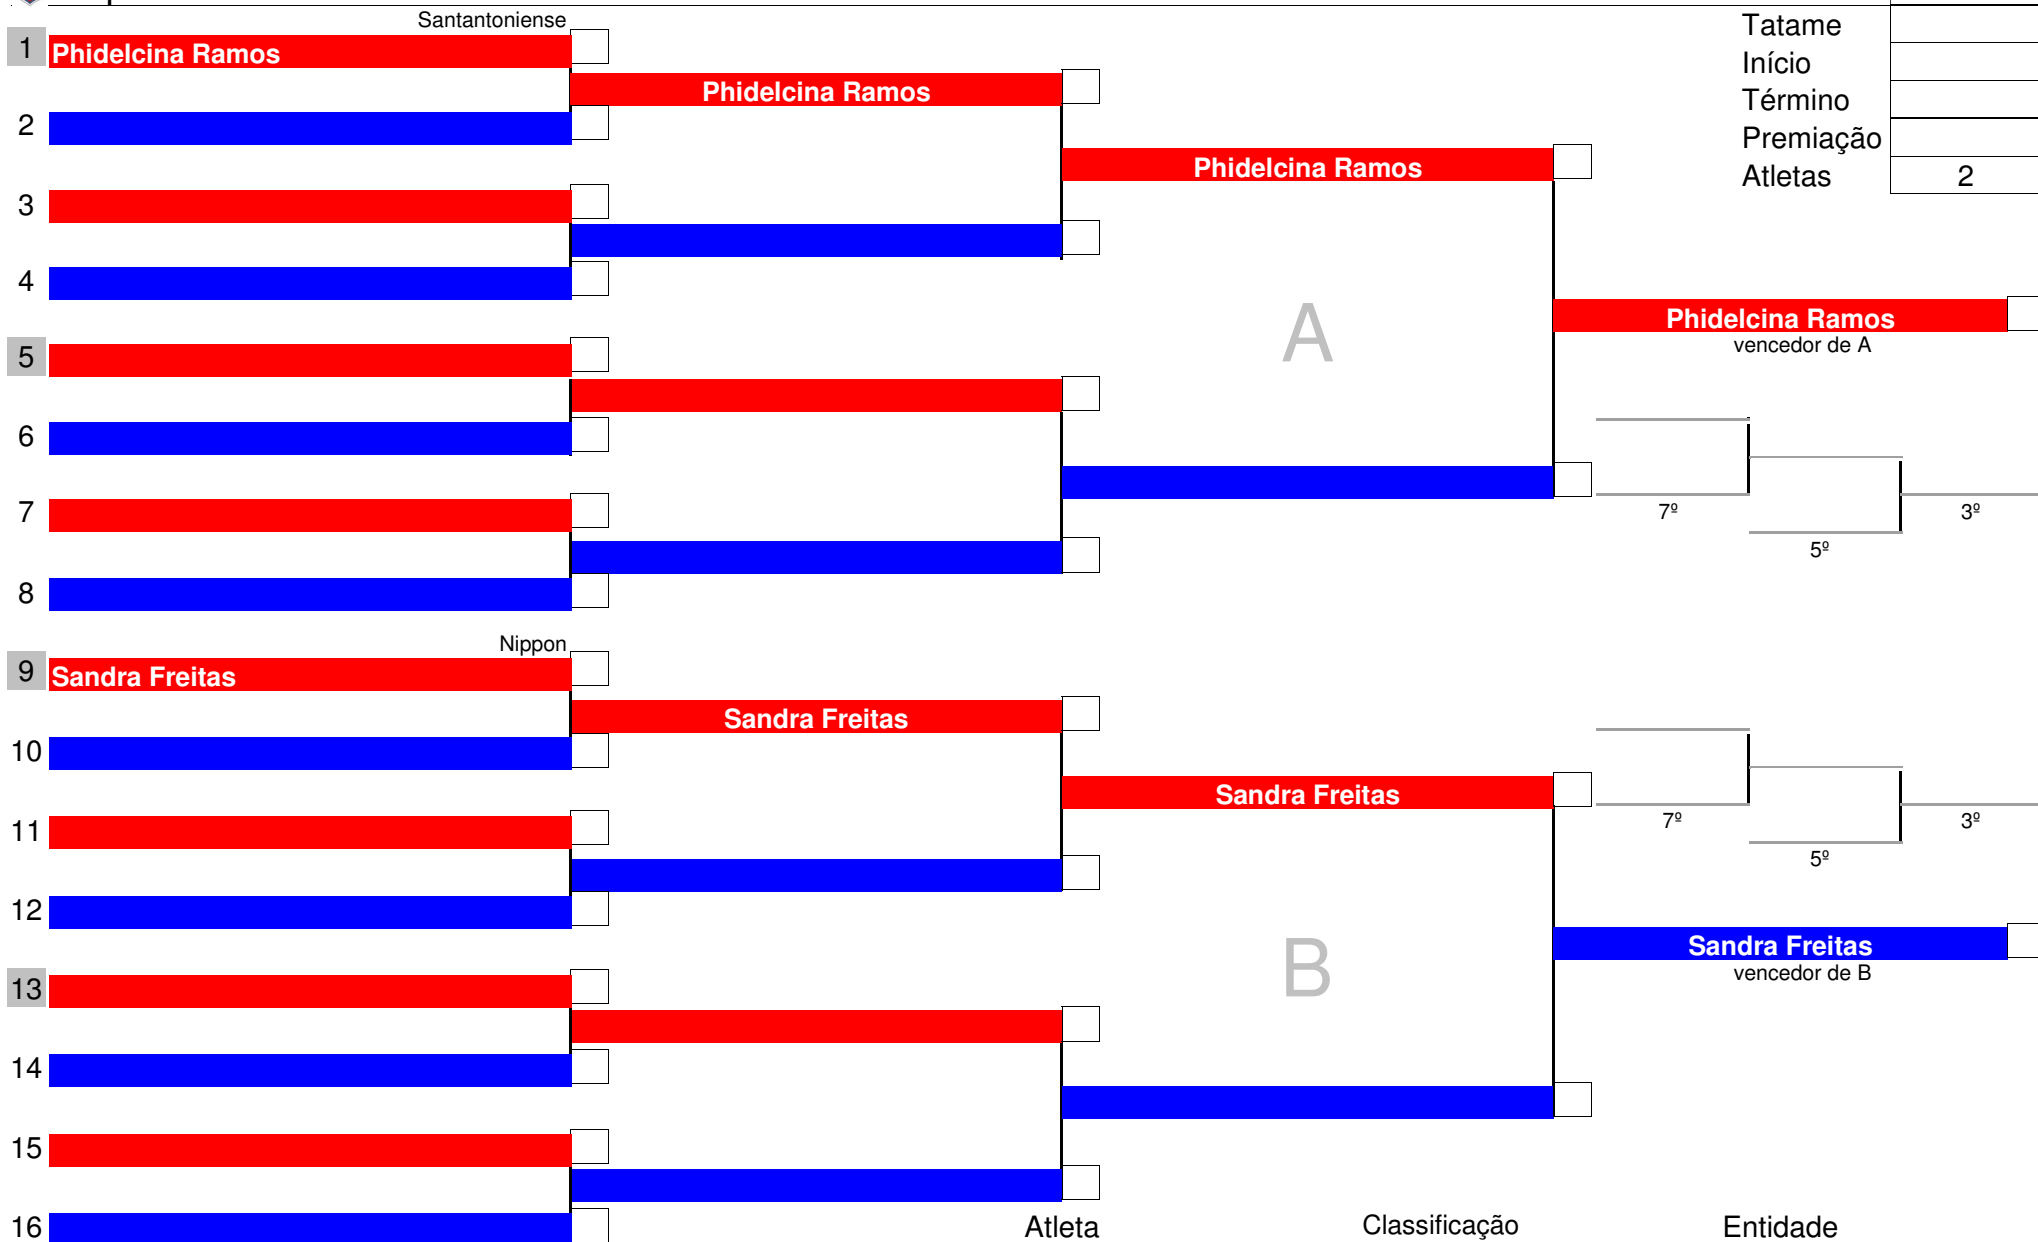 Santantoniense
Tatame
1 Phidelcina Ramos
Início
Phidelcina Ramos
Término
2
Premiação
Phidelcina Ramos
Atletas 2
3
4
Phidelcina Ramos
A
vencedor de A
5
6
7
7º 3º
5º
8
Nippon
9 Sandra Freitas
Sandra Freitas
10
Sandra Freitas
11
7º 3º
5º
12
Sandra Freitas
B
vencedor de B
13
14
15
16
Atleta Classificação Entidade